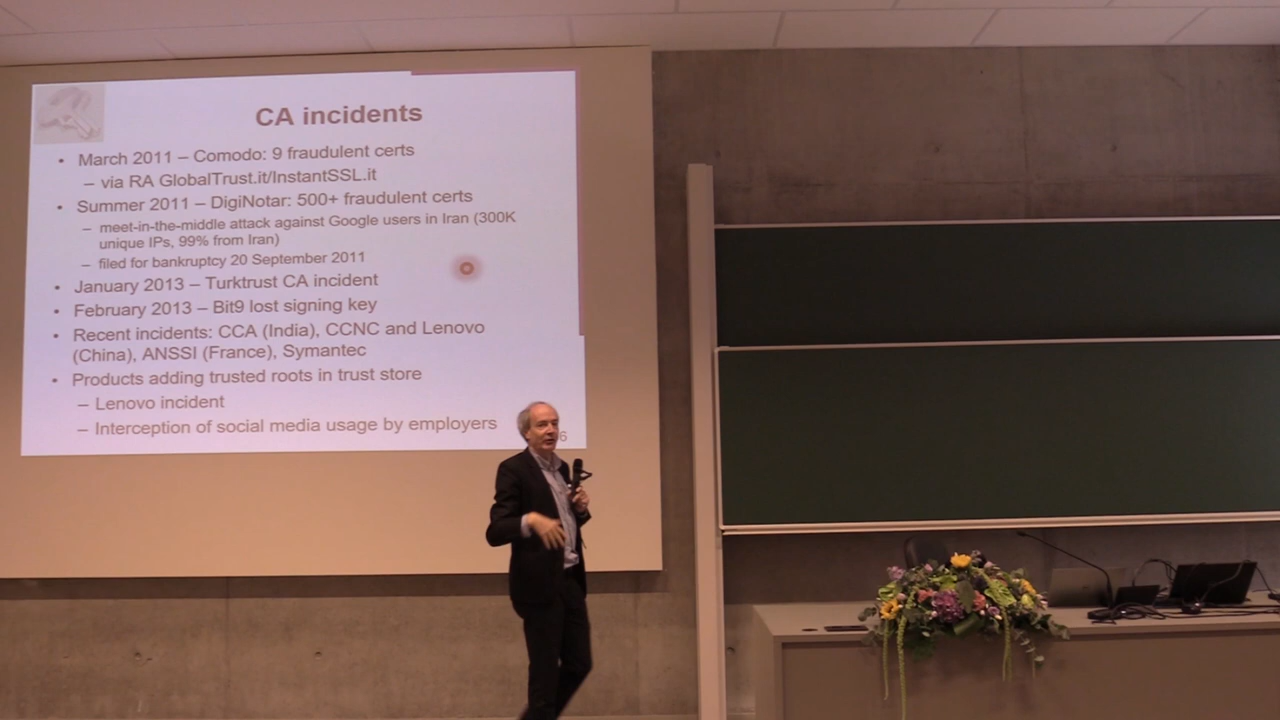 CA incidents
• March 2011 – Comodo: 9 fraudulent certs
– via RA GlobalTrust.it/InstantSSL.it
• Summer 2011 – DigiNotar: 500+ fraudulent certs
– meet-in-the-middle attack against Google users in Iran (300K
unique IPs, 99% from Iran)
– filed for bankruptcy 20 September 2011
• January 2013 – Turktrust CA incident
• February 2013 – Bit9 lost signing key
• Recent incidents: CCA (India), CCNC and Lenovo
(China), ANSSI (France), Symantec
• Products adding trusted roots in trust store
– Lenovo incident
– Interception of social media usage by employers